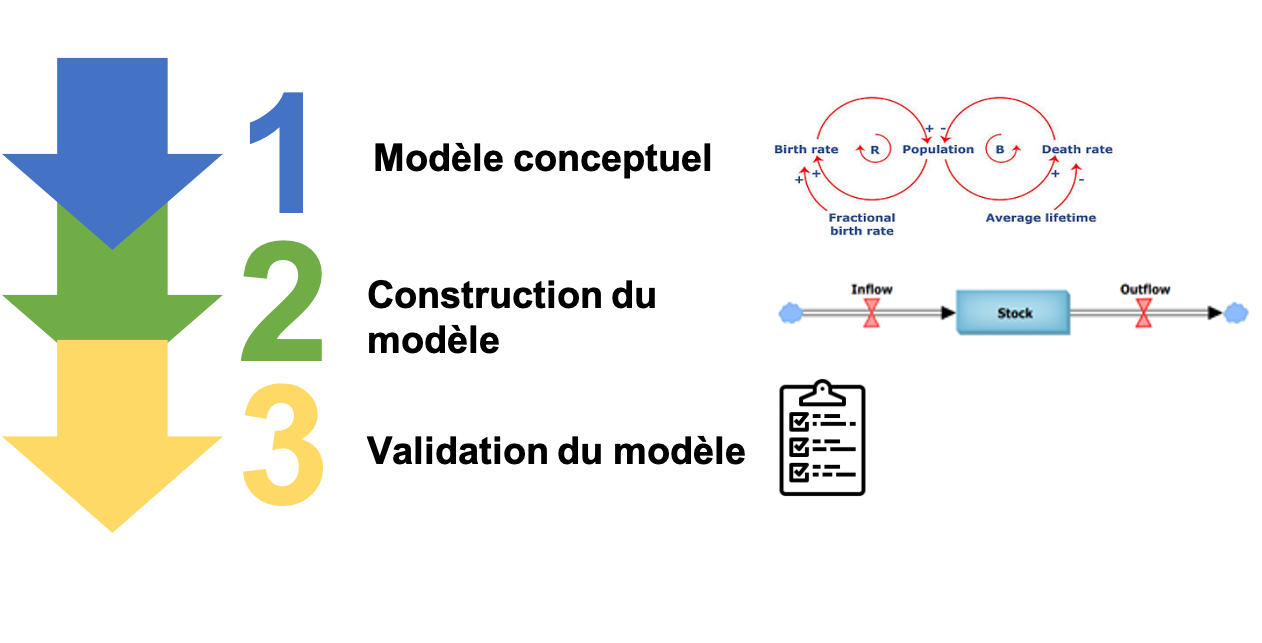 1
Modèle conceptuel
+ -
Birth rate
R
Population
B
Death rate
+ +
+ -
Fractional
birth rate
Average lifetime
2
Construction du
modèle
Inflow
Stock
Outflow
3
Validation du modèle